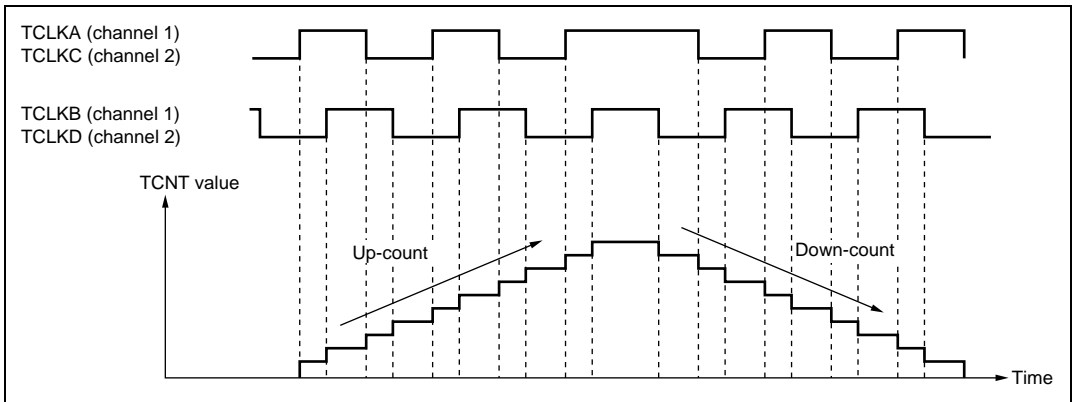 TCLKA (channel 1)
TCLKC (channel 2)
TCLKB (channel 1)
TCLKD (channel 2)
TCNT value
Up-count
Down-count
Time